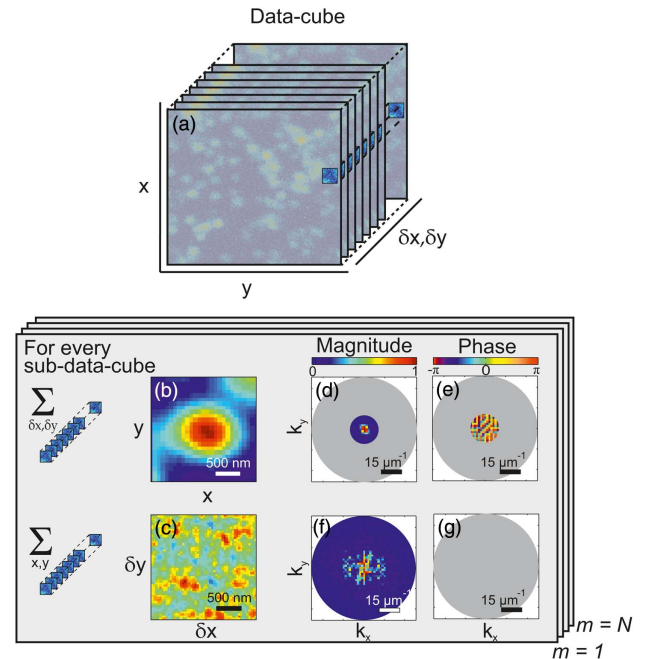 Data-cube
(a)
x
δx,δy
y
For every
sub-data-cube
Magnitude
Phase
0
1
-π
0
π
∑
δx,δy
(b)
y
500 nm
x
(d)
k_y
15 µm⁻¹
(e)
15 µm⁻¹
∑
x,y
(c)
δy
500 nm
δx
(f)
k_y
15 µm⁻¹
k_x
(g)
15 µm⁻¹
k_x
m = N
m = 1